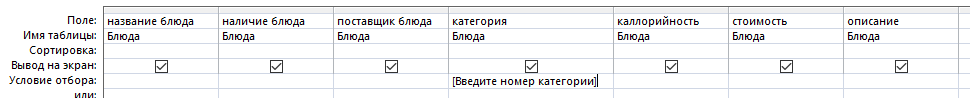 Поле: название блюда наличие блюда поставщик блюда категория каллорийность стоимость описание
Имя таблицы: Блюда Блюда Блюда Блюда Блюда Блюда Блюда
Сортировка:
Вывод на экран:
Условие отбора: [Введите номер категории]
или: